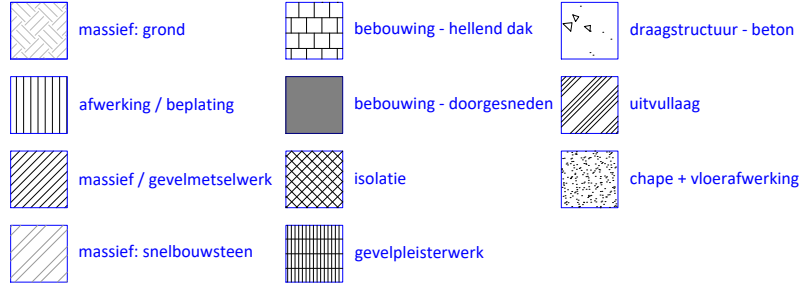 massief: grond
afwerking / beplating
massief / gevelmetselwerk
massief: snelbouwsteen
bebouwing - hellend dak
bebouwing - doorgesneden
isolatie
gevelpleisterwerk
draagstructuur - beton
uitvullaag
chape + vloerafwerking